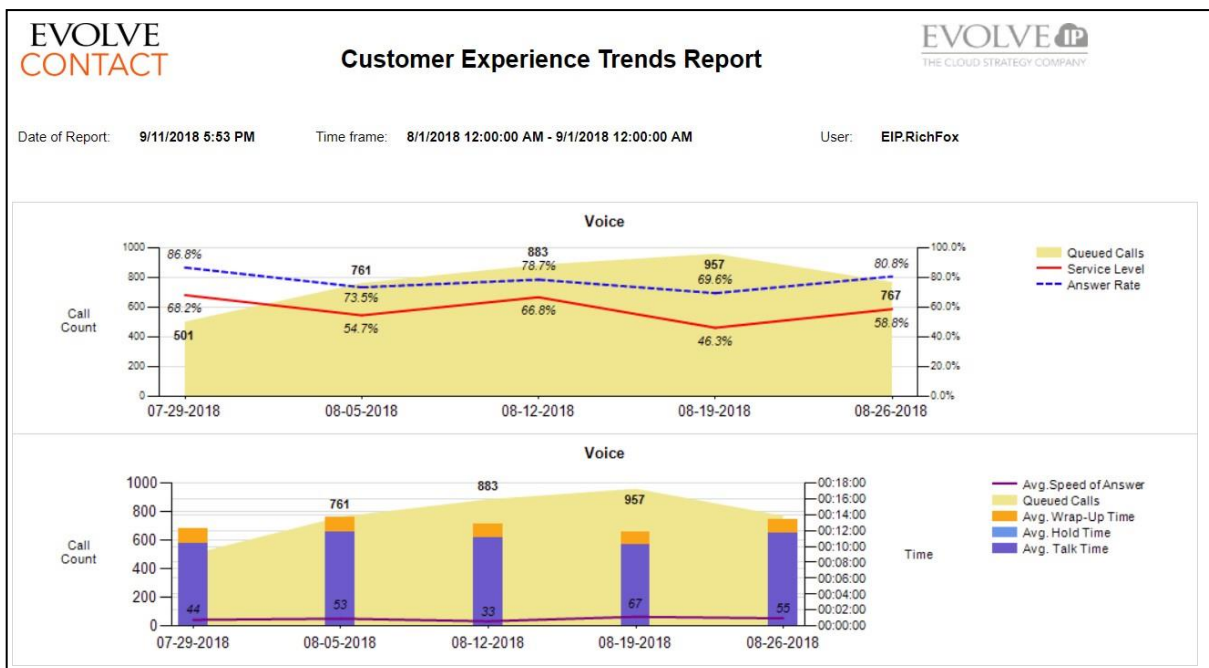 EVOLVE
CONTACT
Customer Experience Trends Report
EVOLVE IP
THE CLOUD STRATEGY COMPANY
Date of Report: 9/11/2018 5:53 PM Time frame: 8/1/2018 12:00:00 AM - 9/1/2018 12:00:00 AM User: EIP.RichFox
Voice
Call
Count
1000
800
600
400
200
0
86.8%
68.2%
501
761
73.5%
54.7%
883
78.7%
66.8%
957
69.6%
46.3%
80.8%
767
58.8%
100.0%
80.0%
60.0%
40.0%
20.0%
0.0%
07-29-2018 08-05-2018 08-12-2018 08-19-2018 08-26-2018
Queued Calls
Service Level
Answer Rate
Voice
Call
Count
1000
800
600
400
200
0
761
883
957
44
53
33
67
55
00:18:00
00:16:00
00:14:00
00:12:00
00:10:00
00:08:00
00:06:00
00:04:00
00:02:00
00:00:00
Time
07-29-2018 08-05-2018 08-12-2018 08-19-2018 08-26-2018
Avg.Speed of Answer
Queued Calls
Avg. Wrap-Up Time
Avg. Hold Time
Avg. Talk Time